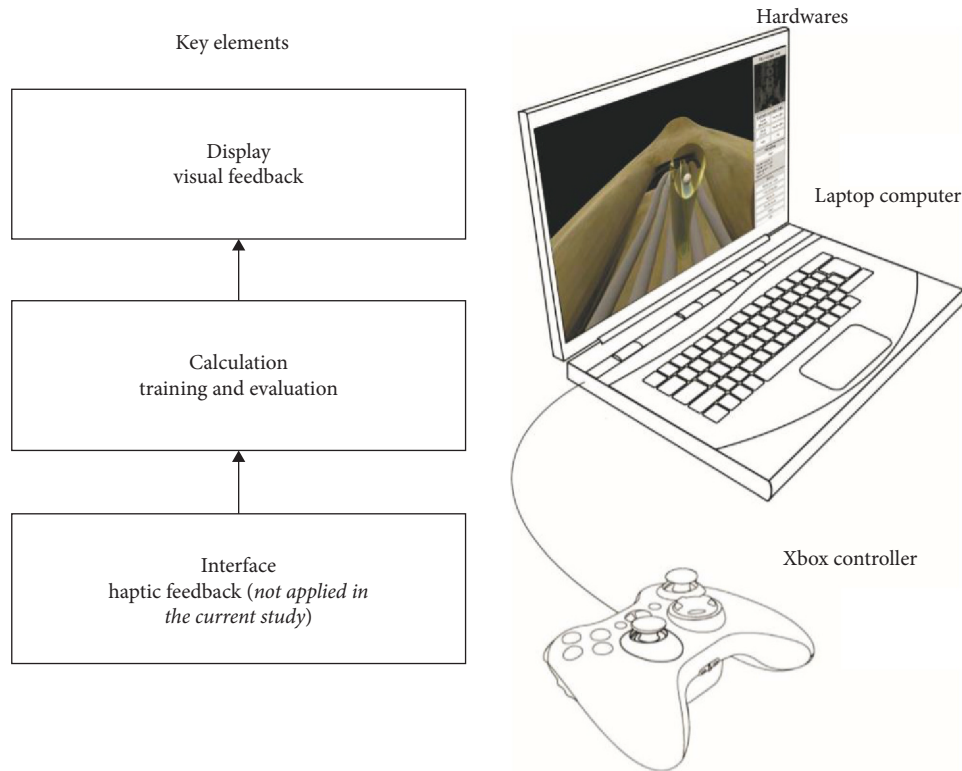 Key elements
Display
visual feedback
Calculation
training and evaluation
Interface
haptic feedback (not applied in
the current study)
Hardwares
Laptop computer
Xbox controller